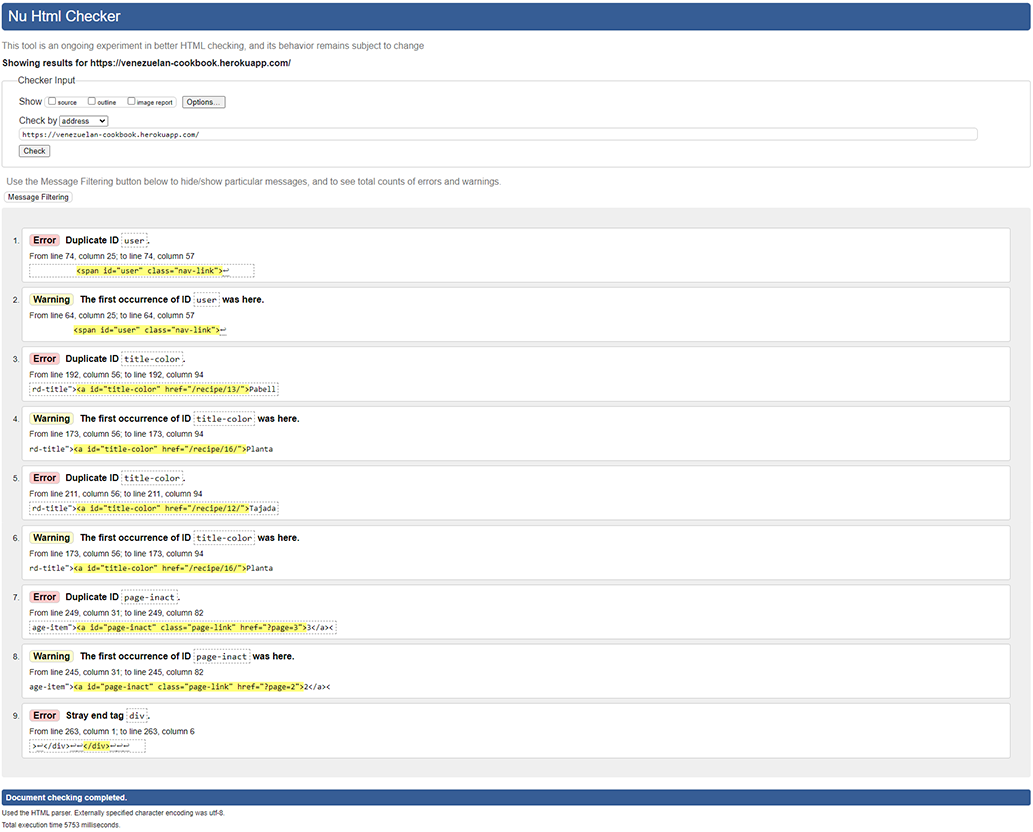 Nu Html Checker
This tool is an ongoing experiment in better HTML checking, and its behavior remains subject to change
Showing results for https://venezuelan-cookbook.herokuapp.com/
Checker Input
Show source outline image report Options...
Check by address
https://venezuelan-cookbook.herokuapp.com/
Check
Use the Message Filtering button below to hide/show particular messages, and to see total counts of errors and warnings.
Message Filtering
1. Error Duplicate ID user.
From line 74, column 25; to line 74, column 57
<span id="user" class="nav-link">↩
2. Warning The first occurrence of ID user was here.
From line 64, column 25; to line 64, column 57
<span id="user" class="nav-link">↩
3. Error Duplicate ID title-color.
From line 192, column 56; to line 192, column 94
rd-title"><a id="title-color" href="/recipe/13/">Pabell
4. Warning The first occurrence of ID title-color was here.
From line 173, column 56; to line 173, column 94
rd-title"><a id="title-color" href="/recipe/16/">Planta
5. Error Duplicate ID title-color.
From line 211, column 56; to line 211, column 94
rd-title"><a id="title-color" href="/recipe/12/">Tajada
6. Warning The first occurrence of ID title-color was here.
From line 173, column 56; to line 173, column 94
rd-title"><a id="title-color" href="/recipe/16/">Planta
7. Error Duplicate ID page-inact.
From line 249, column 31; to line 249, column 82
age-item"><a id="page-inact" class="page-link" href="?page=3">3</a><
8. Warning The first occurrence of ID page-inact was here.
From line 245, column 31; to line 245, column 82
age-item"><a id="page-inact" class="page-link" href="?page=2">2</a><
9. Error Stray end tag div.
From line 263, column 1; to line 263, column 6
>↩</div>↩↩</div>↩↩↩
Document checking completed.
Used the HTML parser. Externally specified character encoding was utf-8.
Total execution time 5753 milliseconds.